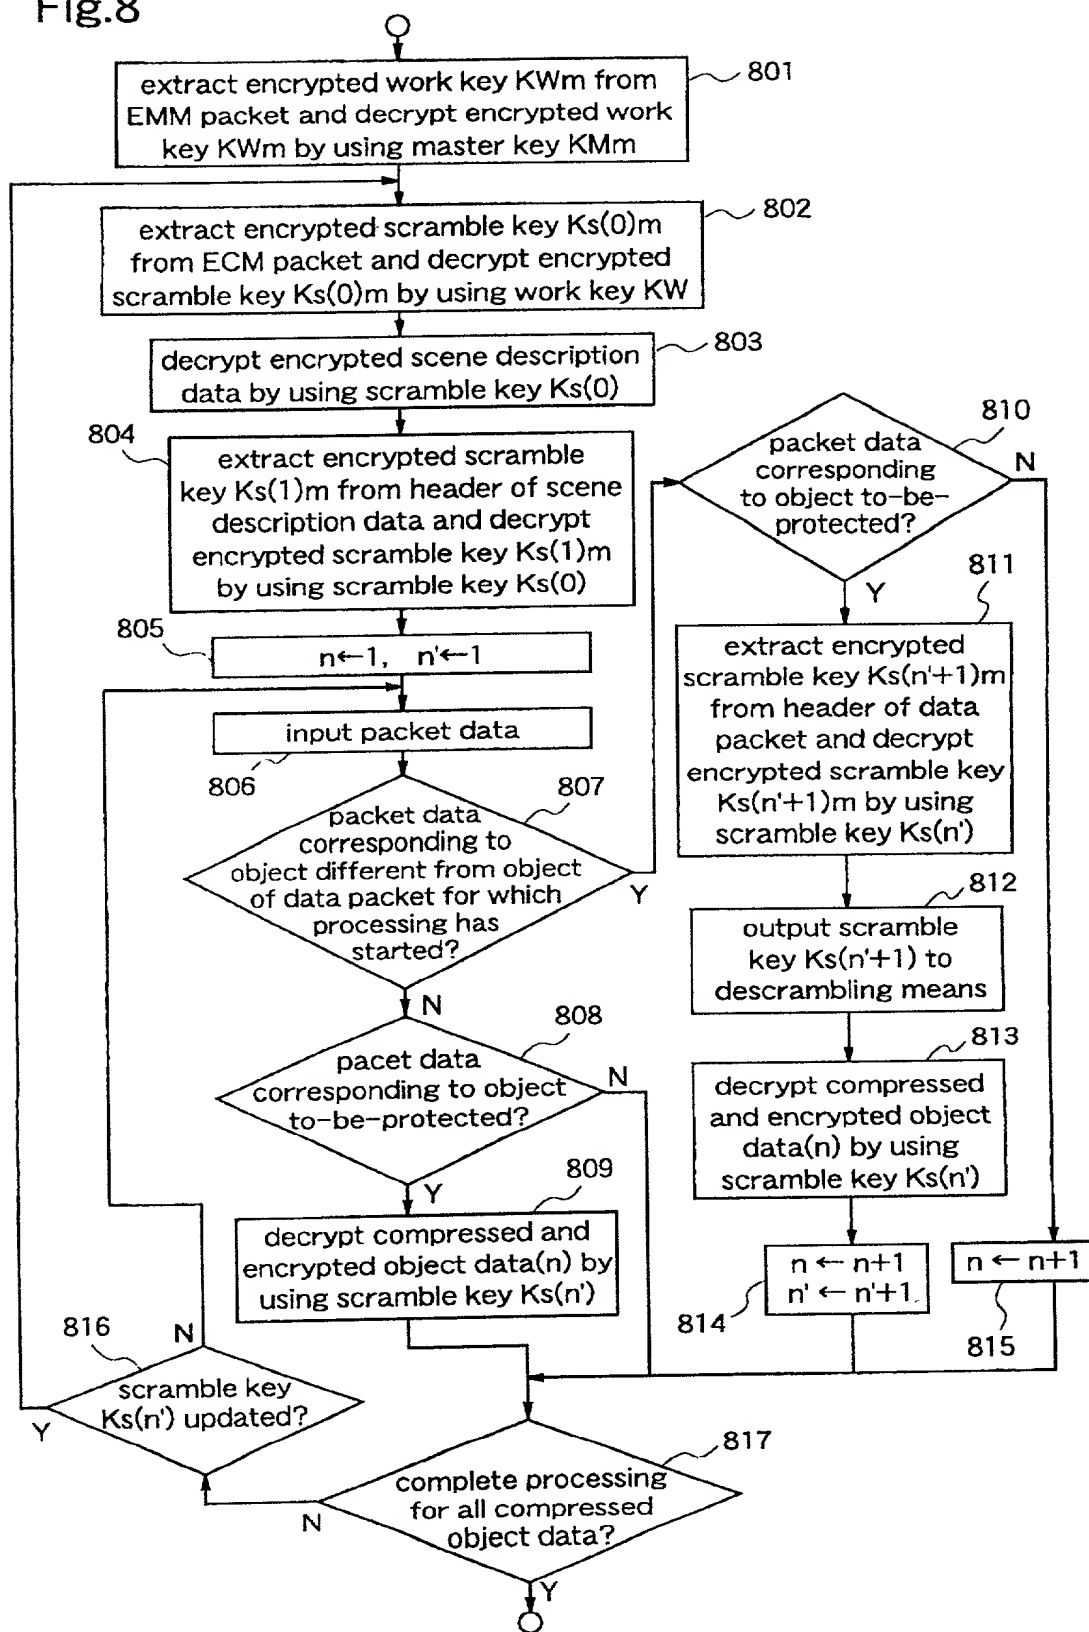 Fig.8
extract encrypted work key KWm from
EMM packet and decrypt encrypted work
key KWm by using master key KMm
801
extract encrypted scramble key Ks(0)m
from ECM packet and decrypt encrypted
scramble key Ks(0)m by using work key KW
802
decrypt encrypted scene description
data by using scramble key Ks(0)
803
804
extract encrypted scramble
key Ks(1)m from header of scene
description data and decrypt
encrypted scramble key Ks(1)m
by using scramble key Ks(0)
805
n←1, n'←1
input packet data
806
807
packet data
corresponding to
object different from object
of data packet for which
processing has
started?
Y
N
808
pacet data
corresponding to object
to-be-protected?
N
Y
809
decrypt compressed and
encrypted object data(n) by
using scramble key Ks(n')
810
packet data
corresponding
to object to-be-
protected?
N
Y
811
extract encrypted
scramble key Ks(n'+1)m
from header of data
packet and decrypt
encrypted scramble key
Ks(n'+1)m by using
scramble key Ks(n')
812
output scramble
key Ks(n'+1) to
descrambling means
813
decrypt compressed
and encrypted object
data(n) by using
scramble key Ks(n')
n ← n+1
n' ← n'+1
814
n ← n+1
815
816
N
scramble key
Ks(n') updated?
Y
817
complete processing
for all compressed
object data?
N
Y